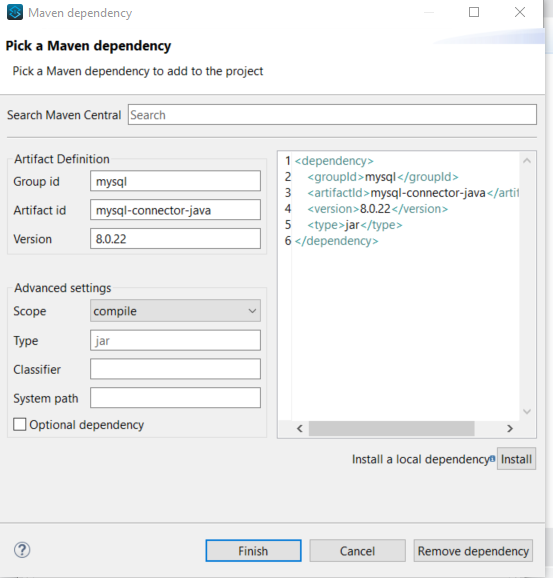 Maven dependency
Pick a Maven dependency
Pick a Maven dependency to add to the project
Search Maven Central Search
Artifact Definition
Group id mysql
Artifact id mysql-connector-java
Version 8.0.22
1 <dependency>
2 <groupId>mysql</groupId>
3 <artifactId>mysql-connector-java</artif
4 <version>8.0.22</version>
5 <type>jar</type>
6 </dependency>
Advanced settings
Scope compile
Type jar
Classifier
System path
Optional dependency
Install a local dependency Install
? Finish Cancel Remove dependency